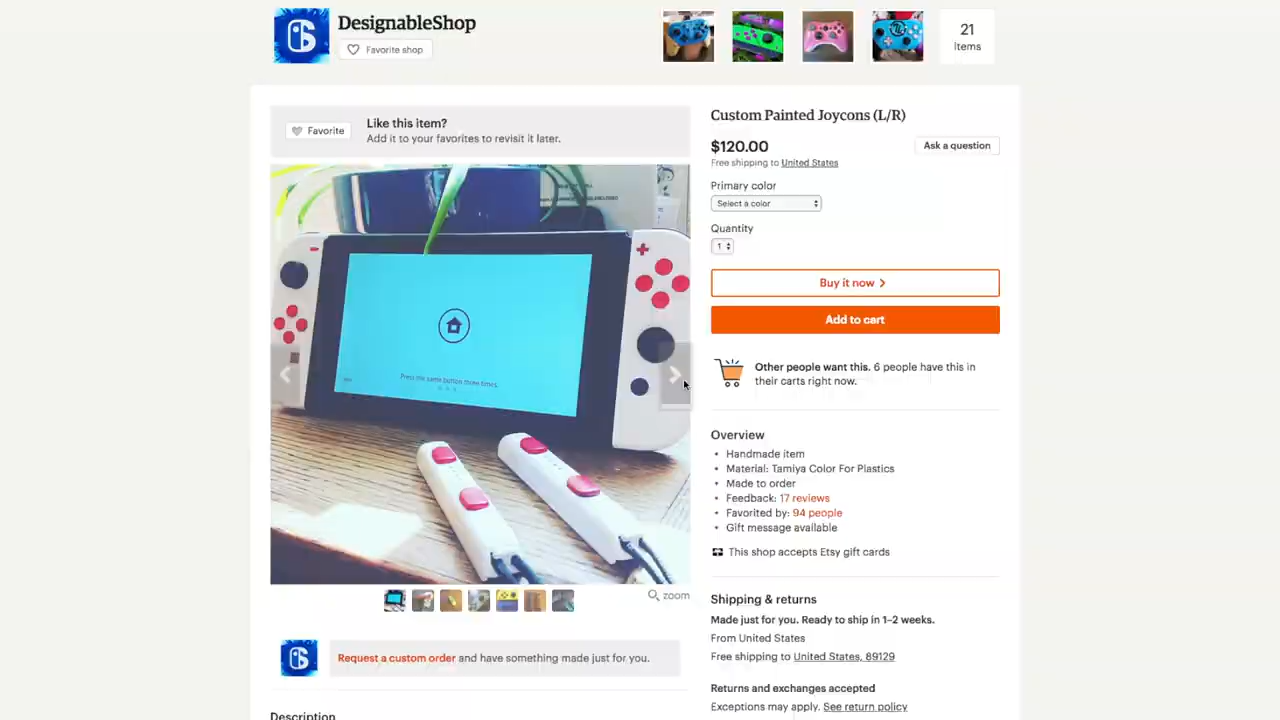 DesignableShop
Favorite shop
21
Items
Favorite
Like this item?
Add it to your favorites to revisit it later.
Press the same button three times.
zoom
Request a custom order and have something made just for you.
Description
Custom Painted Joycons (L/R)
$120.00
Ask a question
Free shipping to United States
Primary color
Select a color
Quantity
1
Buy it now
Add to cart
Other people want this. 6 people have this in
their carts right now.
Overview
• Handmade item
• Material: Tamiya Color For Plastics
• Made to order
• Feedback: 17 reviews
• Favorited by: 94 people
• Gift message available
This shop accepts Etsy gift cards
Shipping & returns
Made just for you. Ready to ship in 1–2 weeks.
From United States
Free shipping to United States, 89129
Returns and exchanges accepted
Exceptions may apply. See return policy